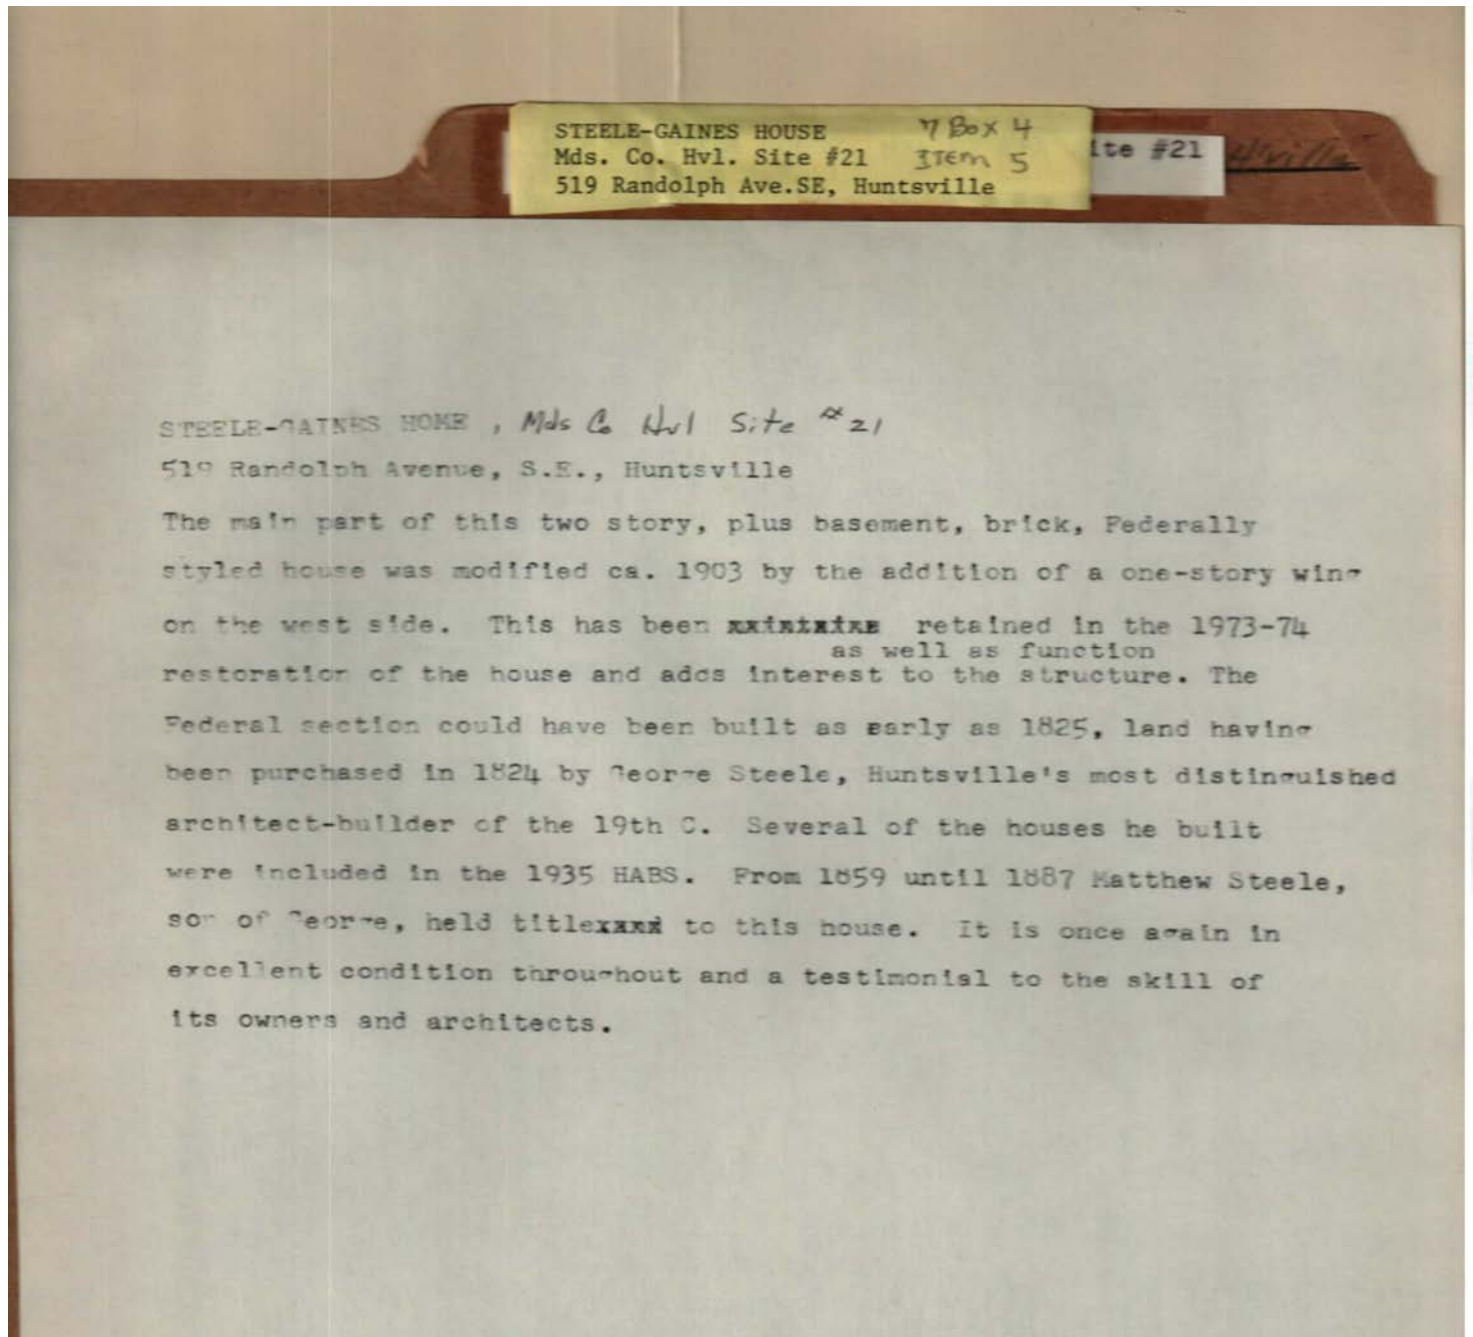 STEELE-GAINES HOUSE 7 Box 4
Mds. Co. Hvl. Site #21 ITEM 5
519 Randolph Ave.SE, Huntsville
ite #21 H'ville
STEELE-GAINES HOME , Mds Co Hvl Site #21
519 Randolph Avenue, S.E., Huntsville
The main part of this two story, plus basement, brick, Federally
styled house was modified ca. 1903 by the addition of a one-story wing
on the west side. This has been retained in the 1973-74
as well as function
restoration of the house and adds interest to the structure. The
Federal section could have been built as early as 1825, land having
been purchased in 1824 by George Steele, Huntsville's most distinguished
architect-builder of the 19th C. Several of the houses he built
were included in the 1935 HABS. From 1859 until 1887 Matthew Steele,
son of George, held titlexxxx to this house. It is once again in
excellent condition throughout and a testimonial to the skill of
its owners and architects.